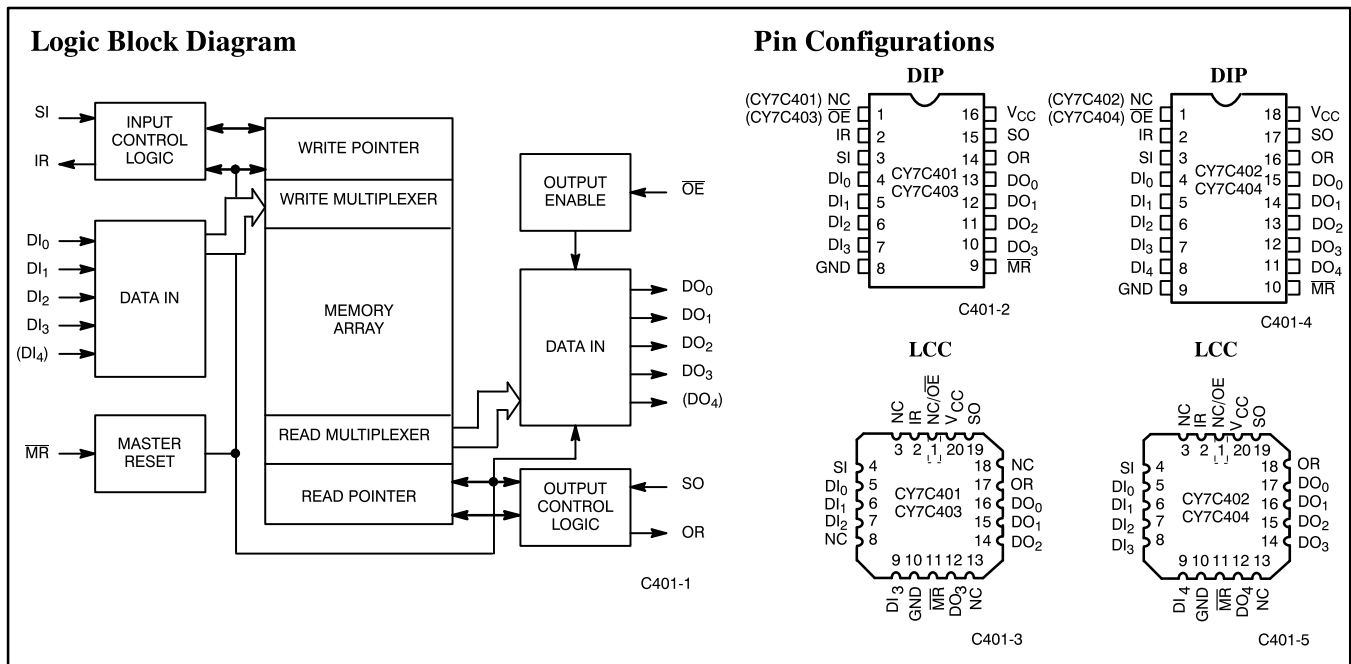 Logic Block Diagram
SI
IR
INPUT
CONTROL
LOGIC
DI0
DI1
DI2
DI3
(DI4)
DATA IN
MR
MASTER
RESET
WRITE POINTER
WRITE MULTIPLEXER
MEMORY
ARRAY
READ MULTIPLEXER
READ POINTER
OUTPUT
ENABLE
OE
DATA IN
DO0
DO1
DO2
DO3
(DO4)
OUTPUT
CONTROL
LOGIC
SO
OR
C401-1
Pin Configurations
DIP
(CY7C401) NC
(CY7C403) OE 1 16 VCC
IR 2 15 SO
SI 3 14 OR
DI0 4 CY7C401 13 DO0
CY7C403
DI1 5 12 DO1
DI2 6 11 DO2
DI3 7 10 DO3
GND 8 9 MR
C401-2
DIP
(CY7C402) NC
(CY7C404) OE 1 18 VCC
IR 2 17 SO
SI 3 16 OR
DI0 4 CY7C402 15 DO0
CY7C404
DI1 5 14 DO1
DI2 6 13 DO2
DI3 7 12 DO3
DI4 8 11 DO4
GND 9 10 MR
C401-4
LCC
NC IR NC/OE VCC SO
3 2 1 20 19
SI 4 18 NC
DI0 5 17 OR
DI1 6 CY7C401 16 DO0
CY7C403
DI2 7 15 DO1
NC 8 14 DO2
9 10 11 12 13
DI3 GND MR DO3 NC
C401-3
LCC
NC IR NC/OE VCC SO
3 2 1 20 19
SI 4 18 OR
DI0 5 17 DO0
DI1 6 CY7C402 16 DO1
CY7C404
DI2 7 15 DO2
DI3 8 14 DO3
9 10 11 12 13
DI4 GND MR DO4 NC
C401-5